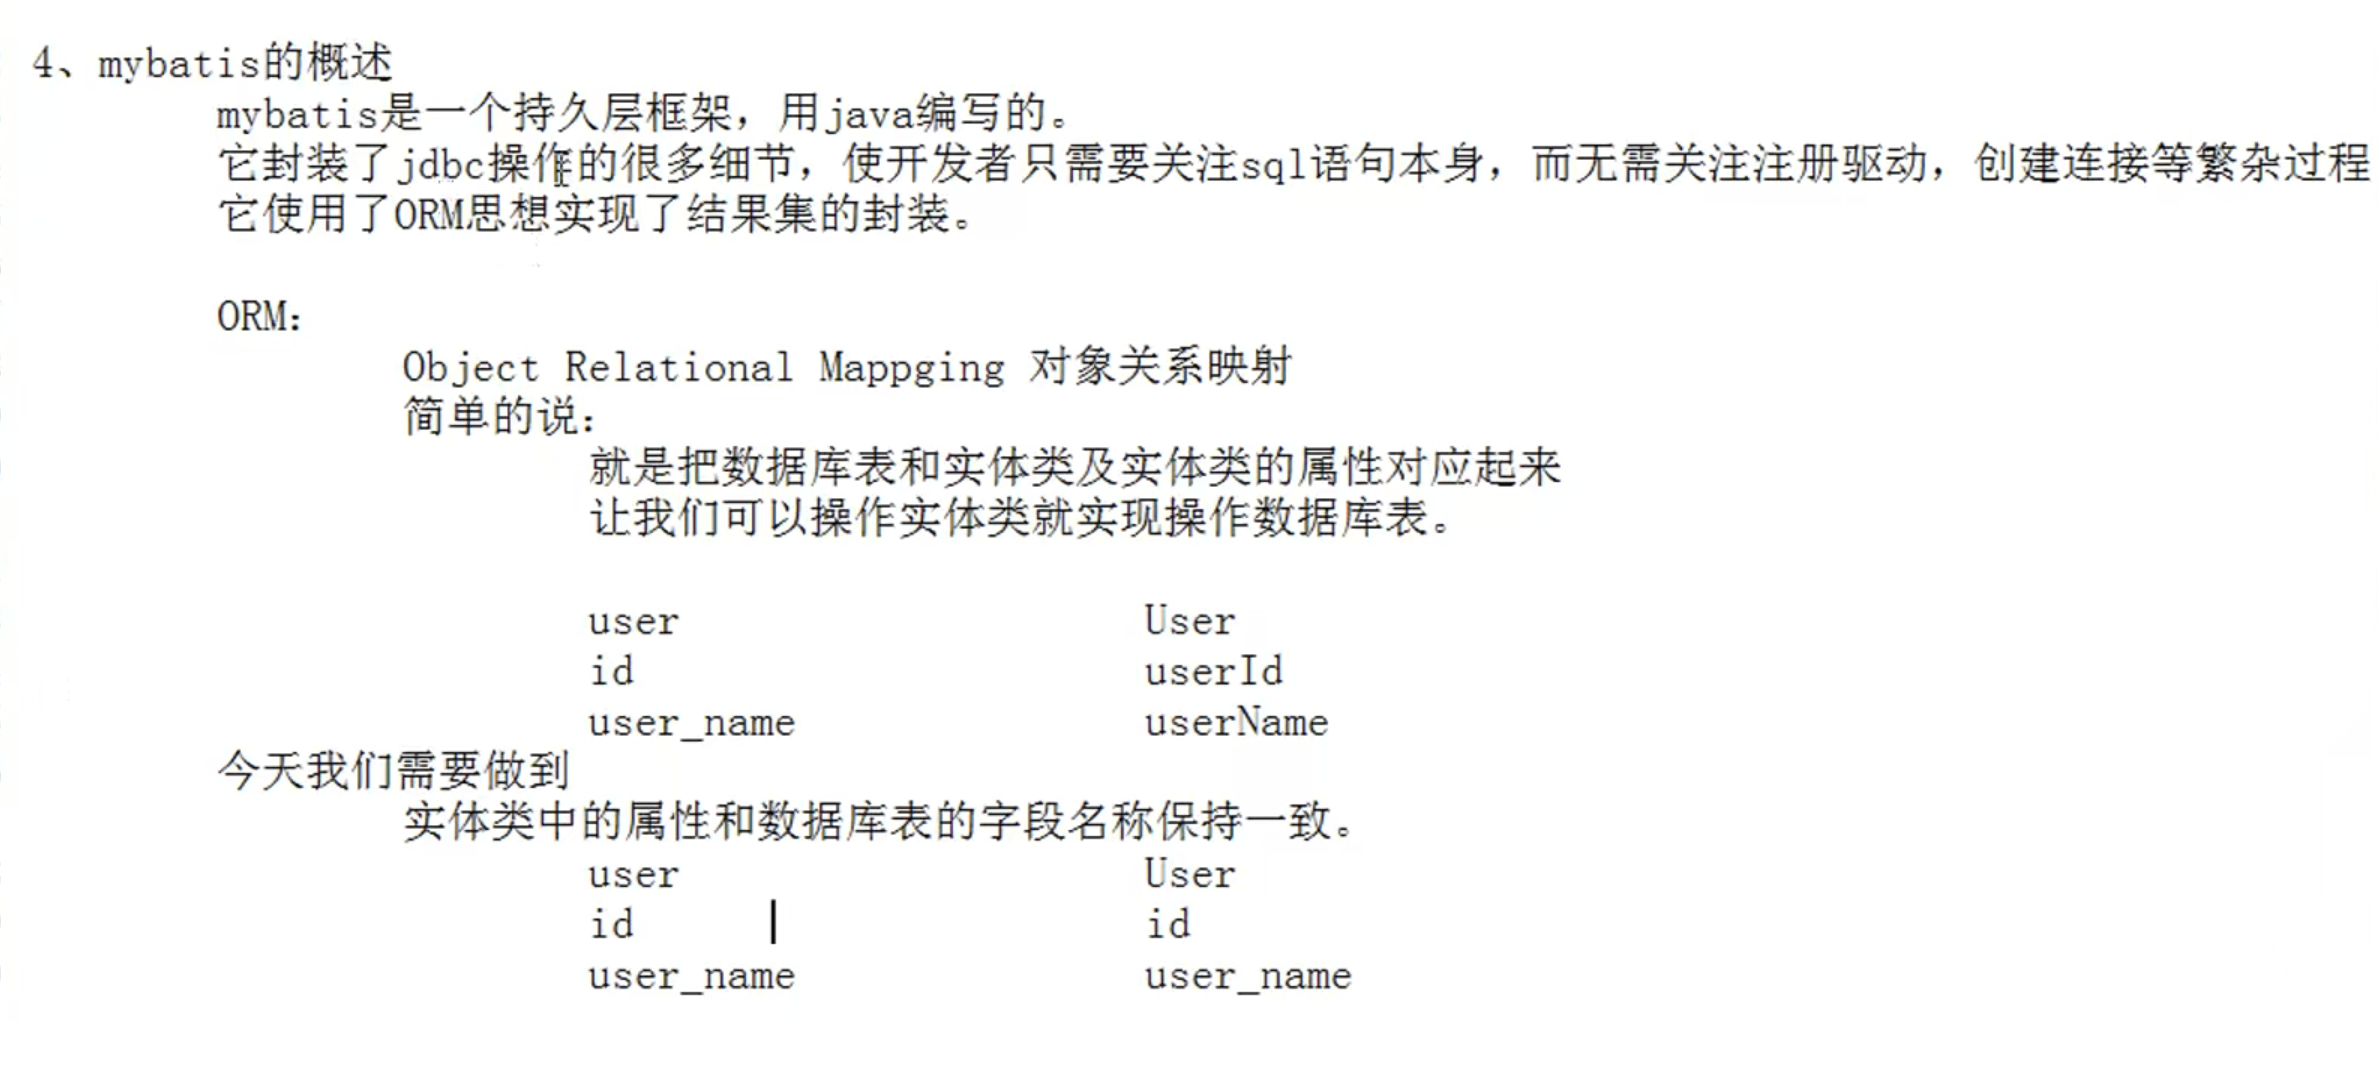 4、mybatis的概述
mybatis是一个持久层框架，用java编写的。
它封装了jdbc操作的很多细节，使开发者只需要关注sql语句本身，而无需关注注册驱动，创建连接等繁杂过程
它使用了ORM思想实现了结果集的封装。
ORM：
Object Relational Mappging 对象关系映射
简单的说：
就是把数据库表和实体类及实体类的属性对应起来
让我们可以操作实体类就实现操作数据库表。
user User
id userId
user_name userName
今天我们需要做到
实体类中的属性和数据库表的字段名称保持一致。
user User
id id
user_name user_name